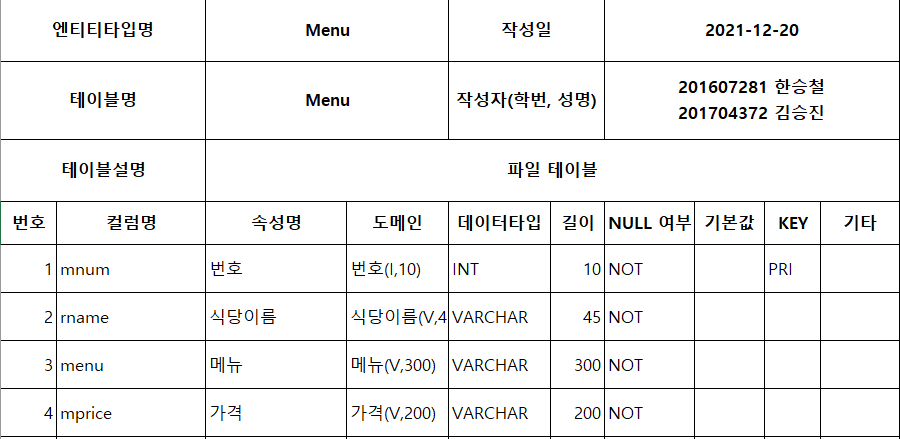 엔티티타입명 Menu 작성일 2021-12-20
테이블명 Menu 작성자(학번, 성명) 201607281 한승철
201704372 김승진
테이블설명 파일 테이블
번호 컬럼명 속성명 도메인 데이터타입 길이 NULL 여부 기본값 KEY 기타
1 mnum 번호 번호(I,10) INT 10 NOT PRI
2 rname 식당이름 식당이름(V,4 VARCHAR 45 NOT
3 menu 메뉴 메뉴(V,300) VARCHAR 300 NOT
4 mprice 가격 가격(V,200) VARCHAR 200 NOT